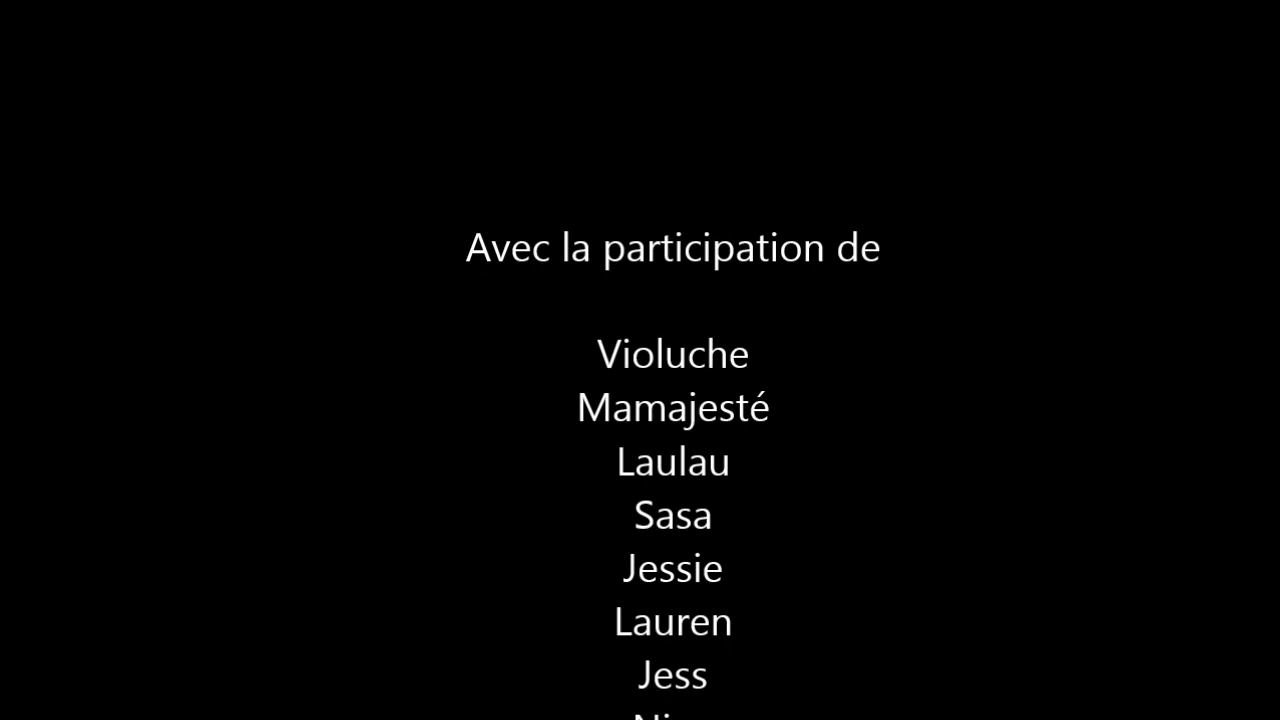 Avec la participation de
Violuche
Mamajesté
Laulau
Sasa
Jessie
Lauren
Jess